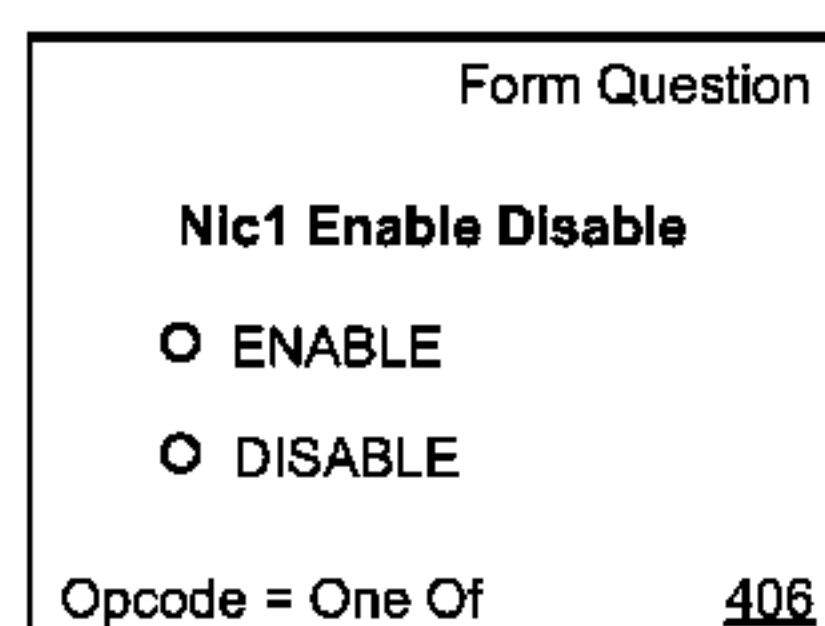 Form Question
Nic1 Enable Disable
ENABLE
DISABLE
Opcode = One Of 406